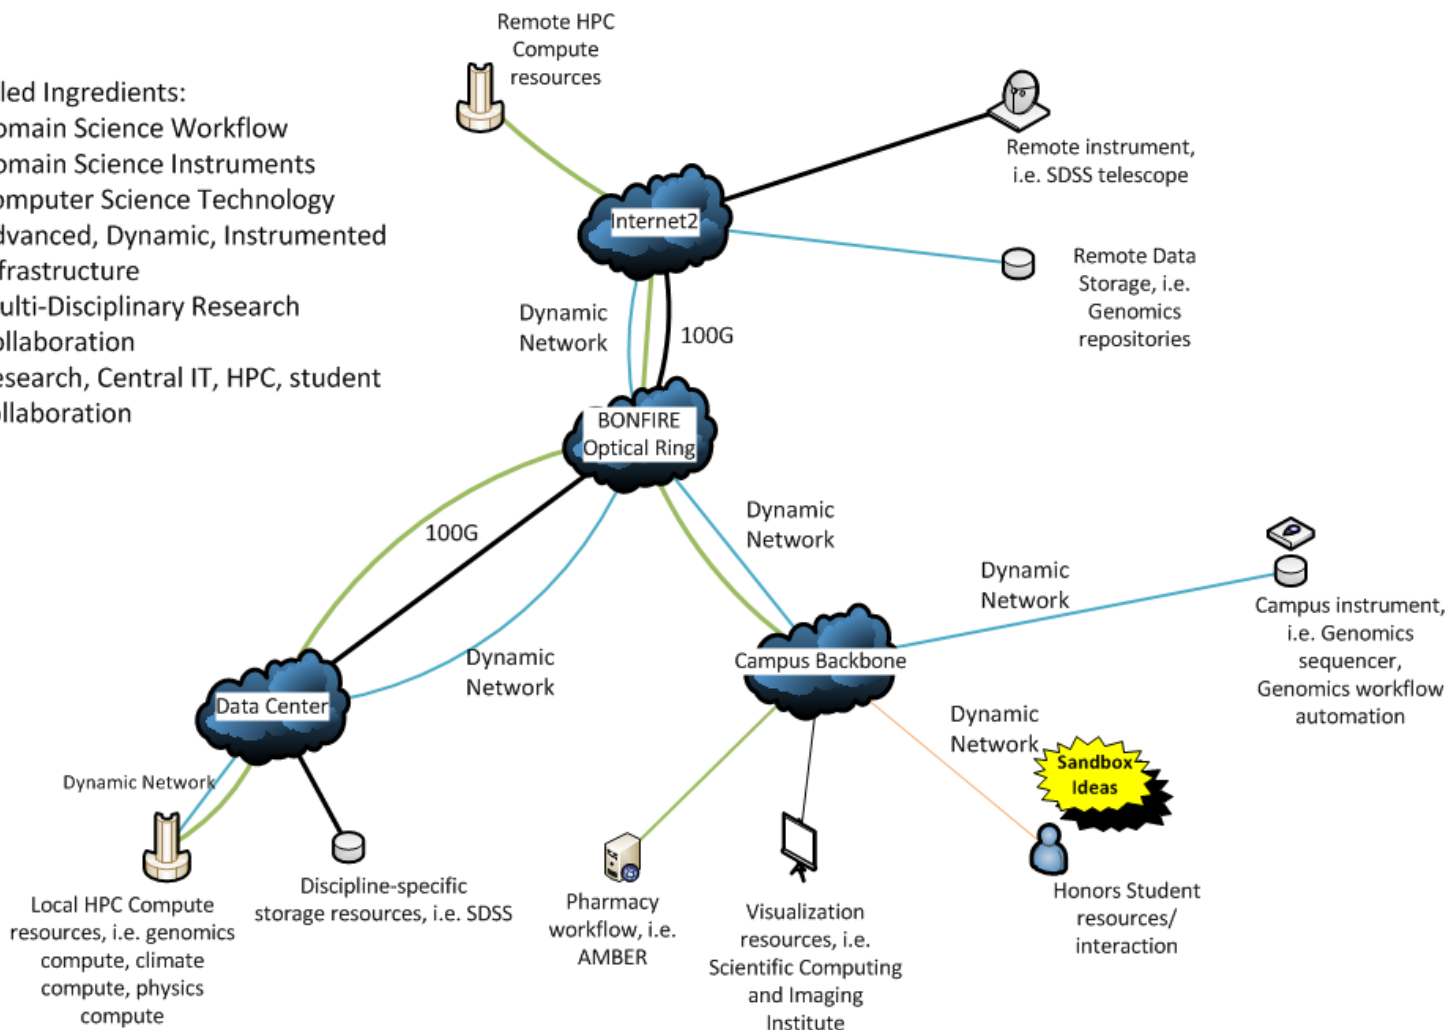 Remote HPC
Compute
resources
led Ingredients:
omain Science Workflow
omain Science Instruments
omputer Science Technology
dvanced, Dynamic, Instrumented
frastructure
ulti-Disciplinary Research
ollaboration
esearch, Central IT, HPC, student
ollaboration
Remote instrument,
i.e. SDSS telescope
Internet2
Remote Data
Storage, i.e.
Genomics
repositories
Dynamic
Network
100G
BONFIRE
Optical Ring
100G
Dynamic
Network
Dynamic
Network
Campus instrument,
i.e. Genomics
sequencer,
Genomics workflow
automation
Dynamic
Network
Campus Backbone
Data Center
Dynamic
Network
Sandbox
Ideas
Dynamic Network
Local HPC Compute
resources, i.e. genomics
compute, climate
compute, physics
compute
Discipline-specific
storage resources, i.e. SDSS
Pharmacy
workflow, i.e.
AMBER
Visualization
resources, i.e.
Scientific Computing
and Imaging
Institute
Honors Student
resources/
interaction